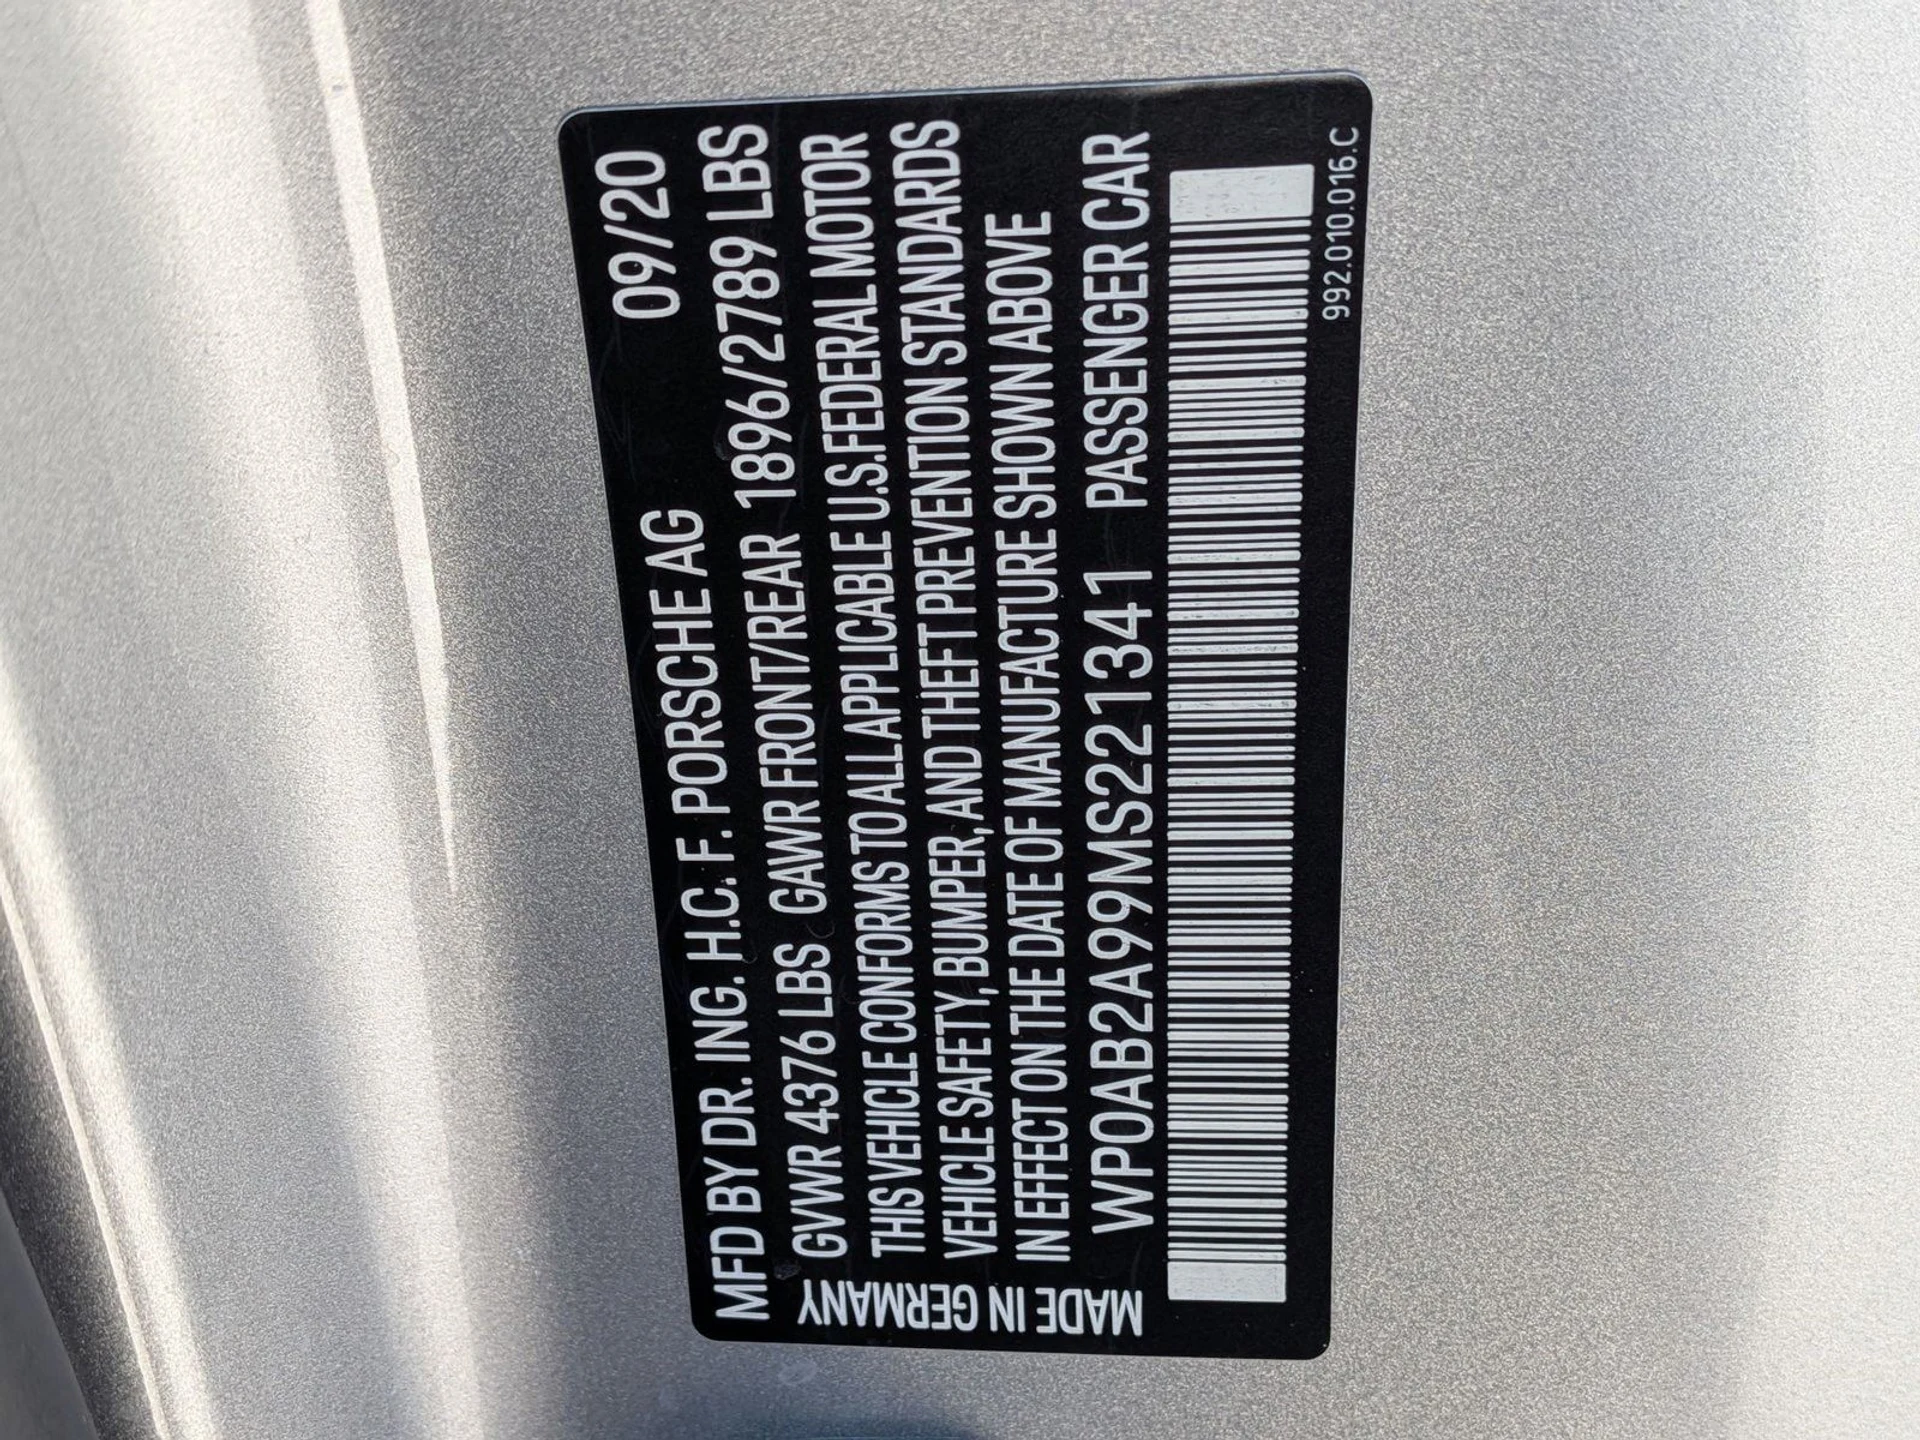 MFD BY DR. ING. H.C. F. PORSCHE AG 09/20
GVWR 4376 LBS GAWR FRONT/REAR 1896/2789 LBS
THIS VEHICLE CONFORMS TO ALL APPLICABLE U.S. FEDERAL MOTOR
VEHICLE SAFETY, BUMPER, AND THEFT PREVENTION STANDARDS
IN EFFECT ON THE DATE OF MANUFACTURE SHOWN ABOVE
WP0AB2A99MS221341 PASSENGER CAR
MADE IN GERMANY
992.010.016.C